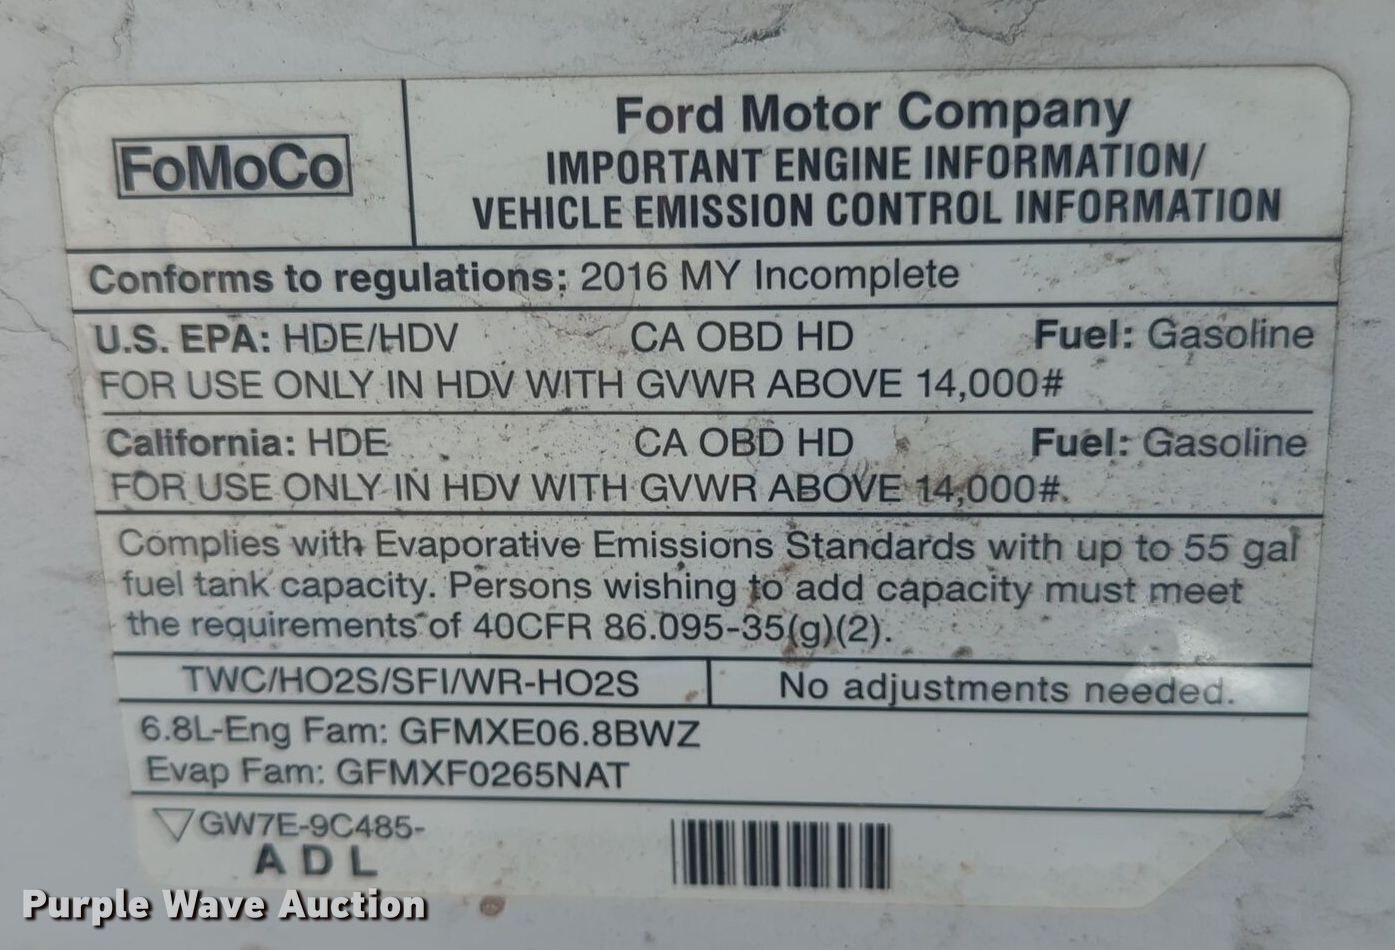 FoMoCo
Ford Motor Company
IMPORTANT ENGINE INFORMATION/
VEHICLE EMISSION CONTROL INFORMATION
Conforms to regulations: 2016 MY Incomplete
U.S. EPA: HDE/HDV CA OBD HD Fuel: Gasoline
FOR USE ONLY IN HDV WITH GVWR ABOVE 14,000#
California: HDE CA OBD HD Fuel: Gasoline
FOR USE ONLY IN HDV WITH GVWR ABOVE 14,000#.
Complies with Evaporative Emissions Standards with up to 55 gal
fuel tank capacity. Persons wishing to add capacity must meet
the requirements of 40CFR 86.095-35(g)(2).
TWC/HO2S/SFI/WR-HO2S No adjustments needed.
6.8L-Eng Fam: GFMXE06.8BWZ
Evap Fam: GFMXF0265NAT
GW7E-9C485-
ADL
Purple Wave Auction